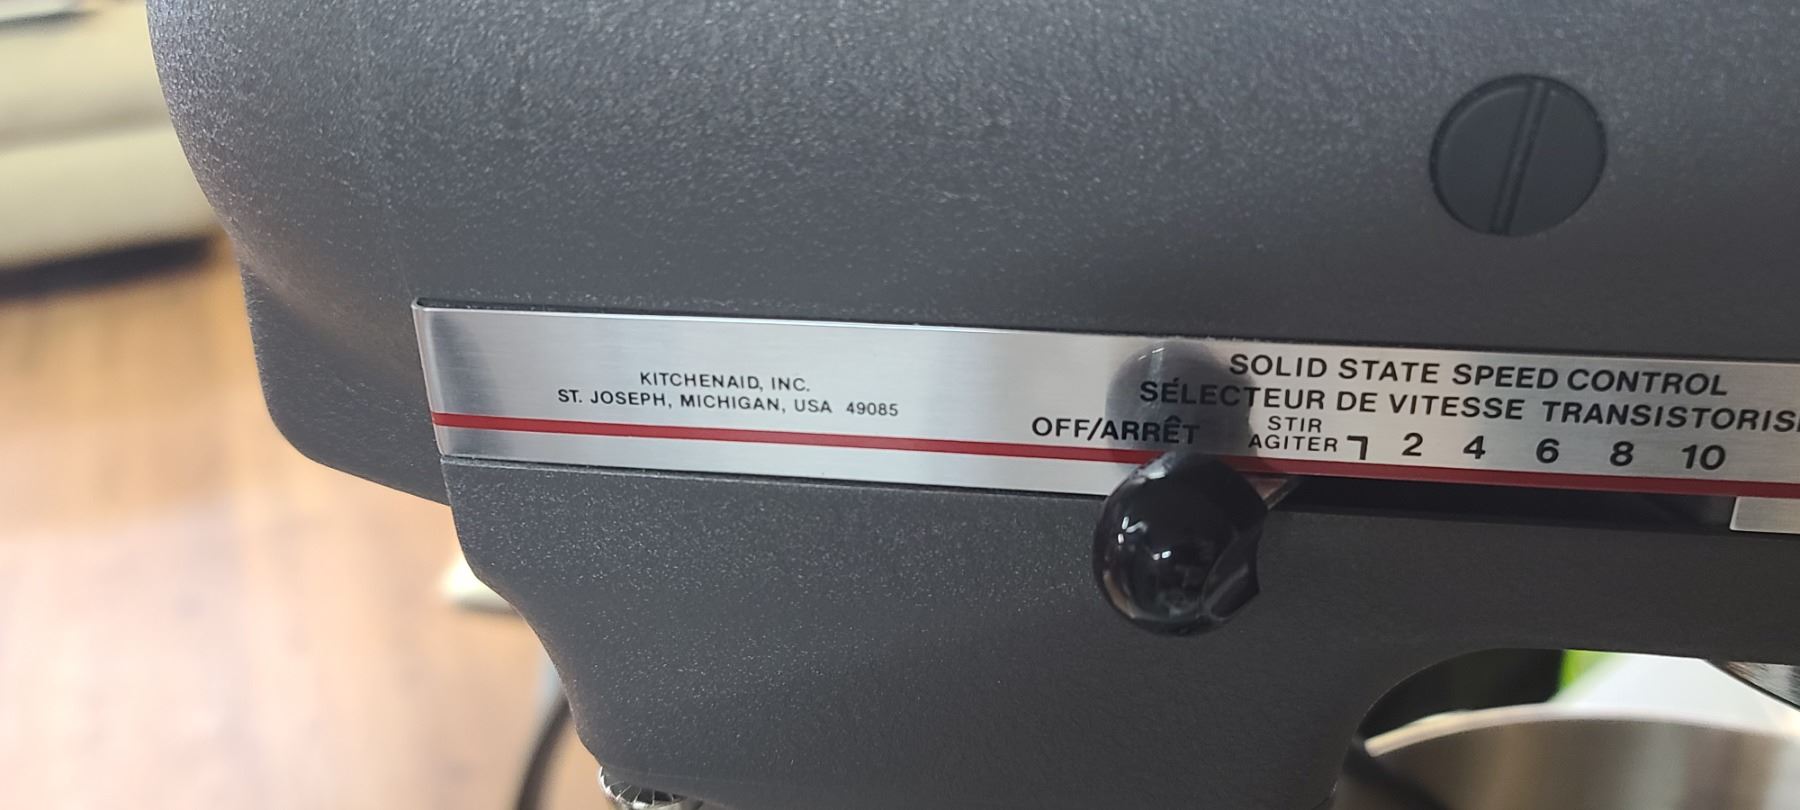 KITCHENAID, INC.
ST. JOSEPH, MICHIGAN, USA 49085
SOLID STATE SPEED CONTROL
SÉLECTEUR DE VITESSE
OFF/ARRÊT
STIR
AGITER
2 4 6 8 10